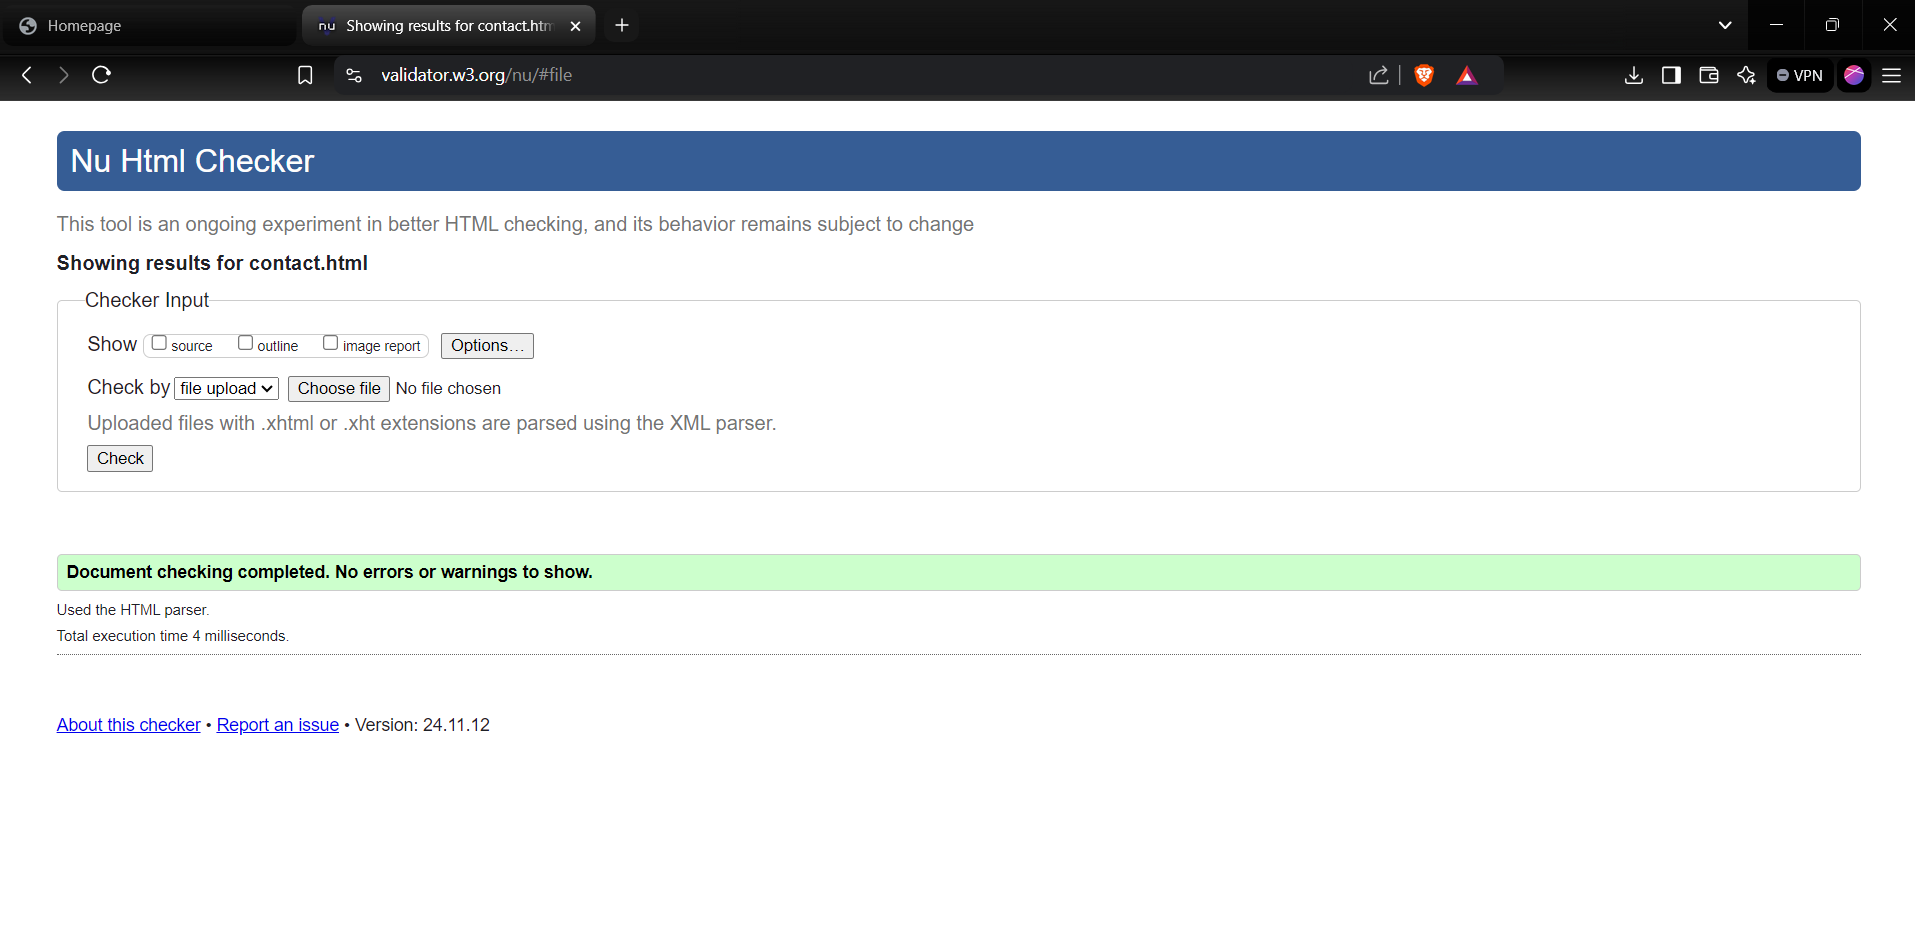 Homepage
nu Showing results for contact.htm
validator.w3.org/nu/#file
VPN
Nu Html Checker
This tool is an ongoing experiment in better HTML checking, and its behavior remains subject to change
Showing results for contact.html
Checker Input
Show source outline image report Options...
Check by file upload Choose file No file chosen
Uploaded files with .xhtml or .xht extensions are parsed using the XML parser.
Check
Document checking completed. No errors or warnings to show.
Used the HTML parser.
Total execution time 4 milliseconds.
About this checker • Report an issue • Version: 24.11.12